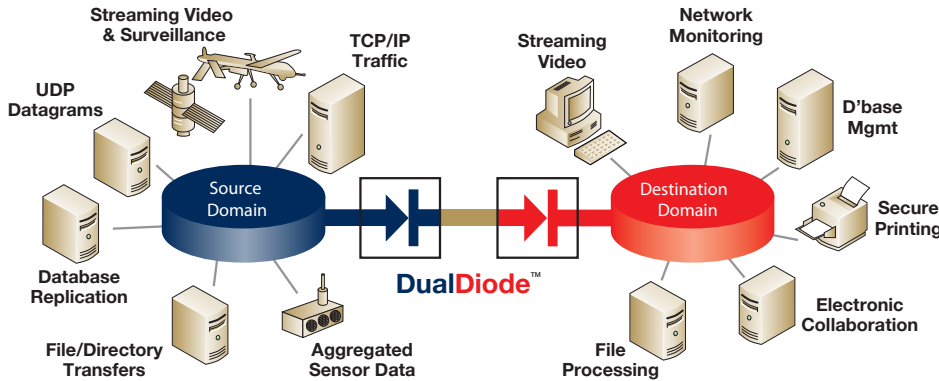 Streaming Video
& Surveillance
TCP/IP
Traffic
UDP
Datagrams
Source
Domain
Database
Replication
File/Directory
Transfers
Aggregated
Sensor Data
DualDiode™
Streaming
Video
Network
Monitoring
D'base
Mgmt
Destination
Domain
Secure
Printing
Electronic
Collaboration
File
Processing